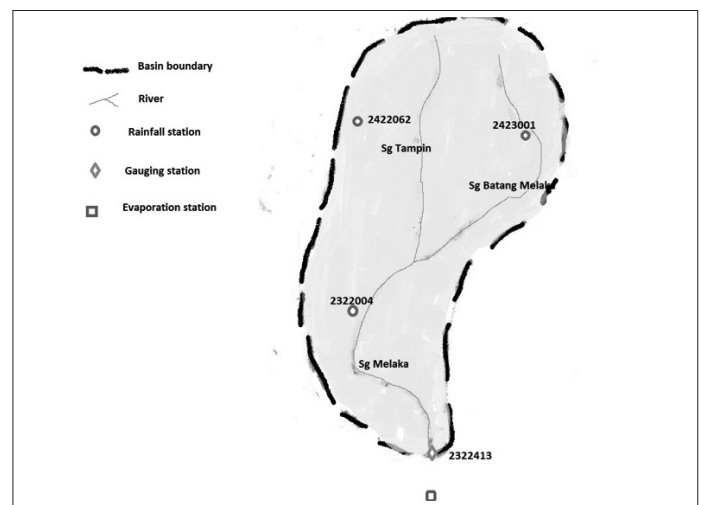 Basin boundary
River
Rainfall station
Gauging station
Evaporation station
2422062
2423001
Sg Tampin
Sg Batang Melaka
2322004
Sg Melaka
2322413